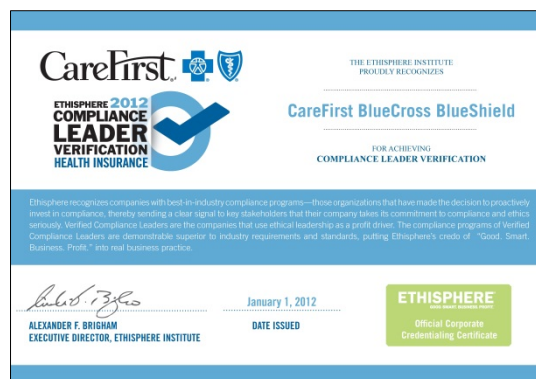 CareFirst
THE ETHISPHERE INSTITUTE
PROUDLY RECOGNIZES
CareFirst BlueCross BlueShield
FOR ACHIEVING
COMPLIANCE LEADER VERIFICATION
ETHISPHERE 2012
COMPLIANCE
LEADER
VERIFICATION
HEALTH INSURANCE
Ethisphere recognizes companies with best-in-industry compliance programs—those organizations that have made the decision to proactively
invest in compliance, thereby sending a clear signal to key stakeholders that their company takes its commitment to compliance and ethics
seriously. Verified Compliance Leaders are the companies that use ethical leadership as a profit driver. The compliance programs of Verified
Compliance Leaders are demonstrable superior to industry requirements and standards, putting Ethisphere's credo of "Good. Smart.
Business. Profit." into real business practice.
ALEXANDER F. BRIGHAM
EXECUTIVE DIRECTOR, ETHISPHERE INSTITUTE
January 1, 2012
DATE ISSUED
ETHISPHERE
GOOD. SMART. BUSINESS. PROFIT.
Official Corporate
Credentialing Certificate